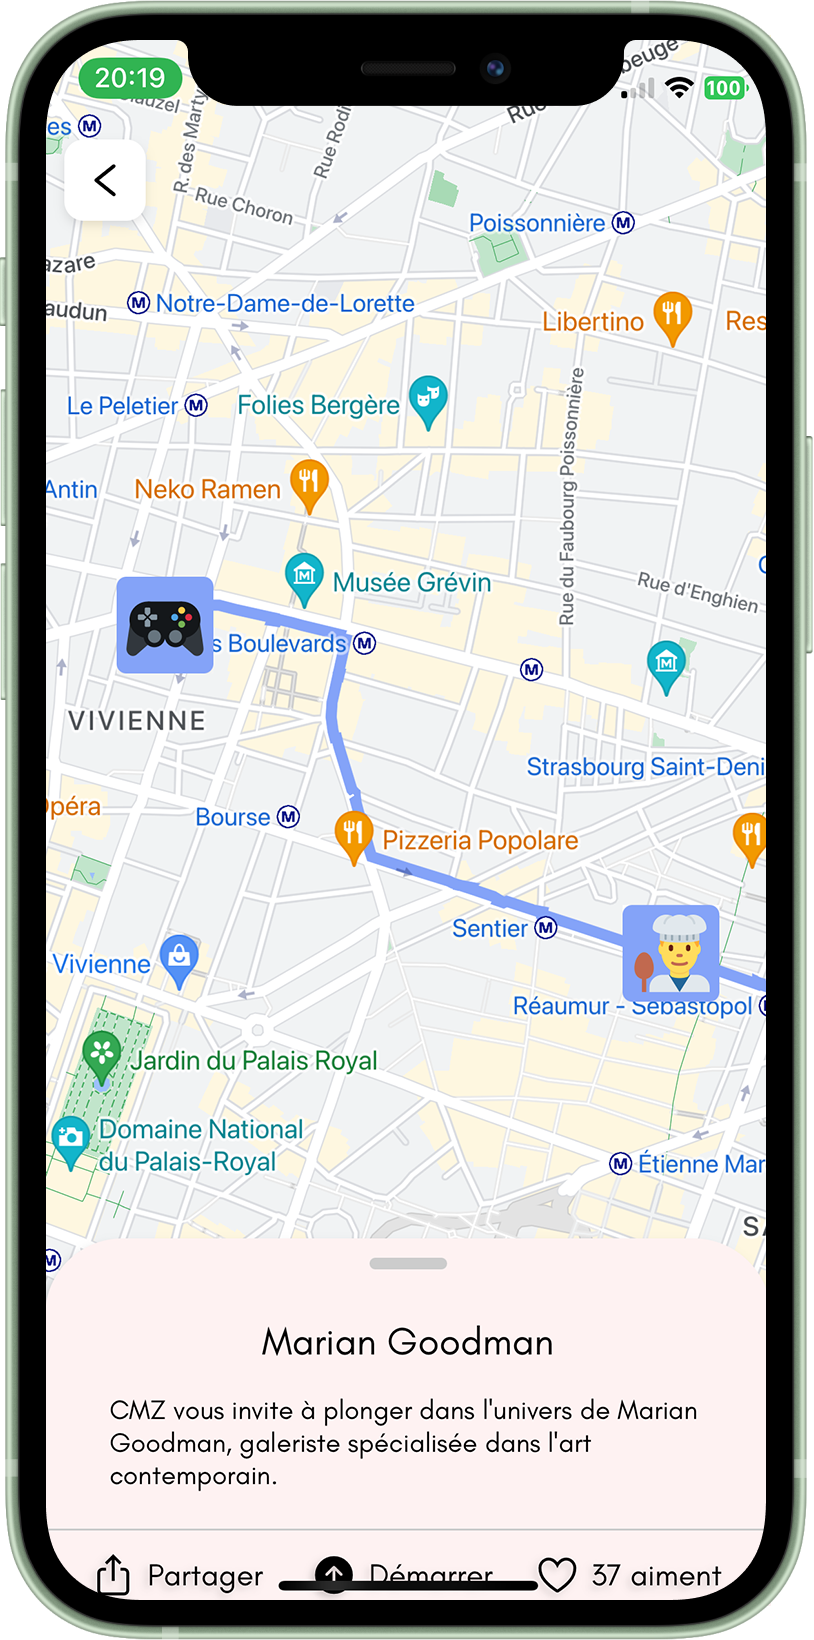 20:19
100
es M
R. des Marty
Rue Rodi
Rue
beuge
Rue Choron
Poissonnière M
azare
M Notre-Dame-de-Lorette
audun
Libertino
Res
Le Peletier M
Folies Bergère
Rue du Faubourg Poissonnière
Antin
Neko Ramen
Musée Grévin
Rue d'Enghien
s Boulevards M
M
VIVIENNE
Strasbourg Saint-Deni
péra
Bourse M
Pizzeria Popolare
Sentier M
Vivienne
Réaumur - Sébastopol
Jardin du Palais Royal
Domaine National
du Palais-Royal
M Étienne Mar
SA
M
Marian Goodman
CMZ vous invite à plonger dans l'univers de Marian
Goodman, galeriste spécialisée dans l'art
contemporain.
Partager Démarrer 37 aiment